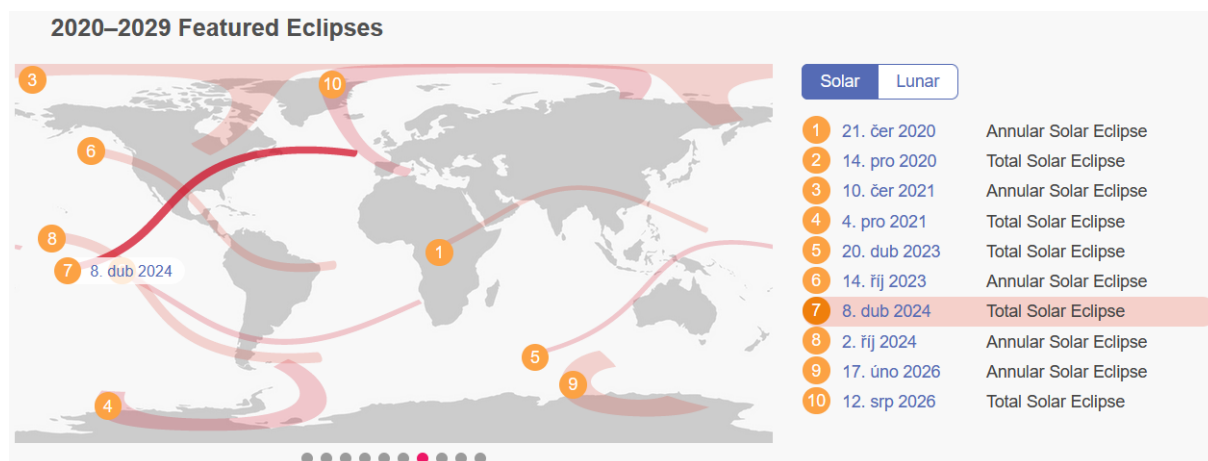 2020–2029 Featured Eclipses
Solar Lunar
1 21. čer 2020 Annular Solar Eclipse
2 14. pro 2020 Total Solar Eclipse
3 10. čer 2021 Annular Solar Eclipse
4 4. pro 2021 Total Solar Eclipse
5 20. dub 2023 Total Solar Eclipse
6 14. říj 2023 Annular Solar Eclipse
7 8. dub 2024 Total Solar Eclipse
8 2. říj 2024 Annular Solar Eclipse
9 17. úno 2026 Annular Solar Eclipse
10 12. srp 2026 Total Solar Eclipse
3
10
6
8
7 8. dub 2024
1
5
9
4